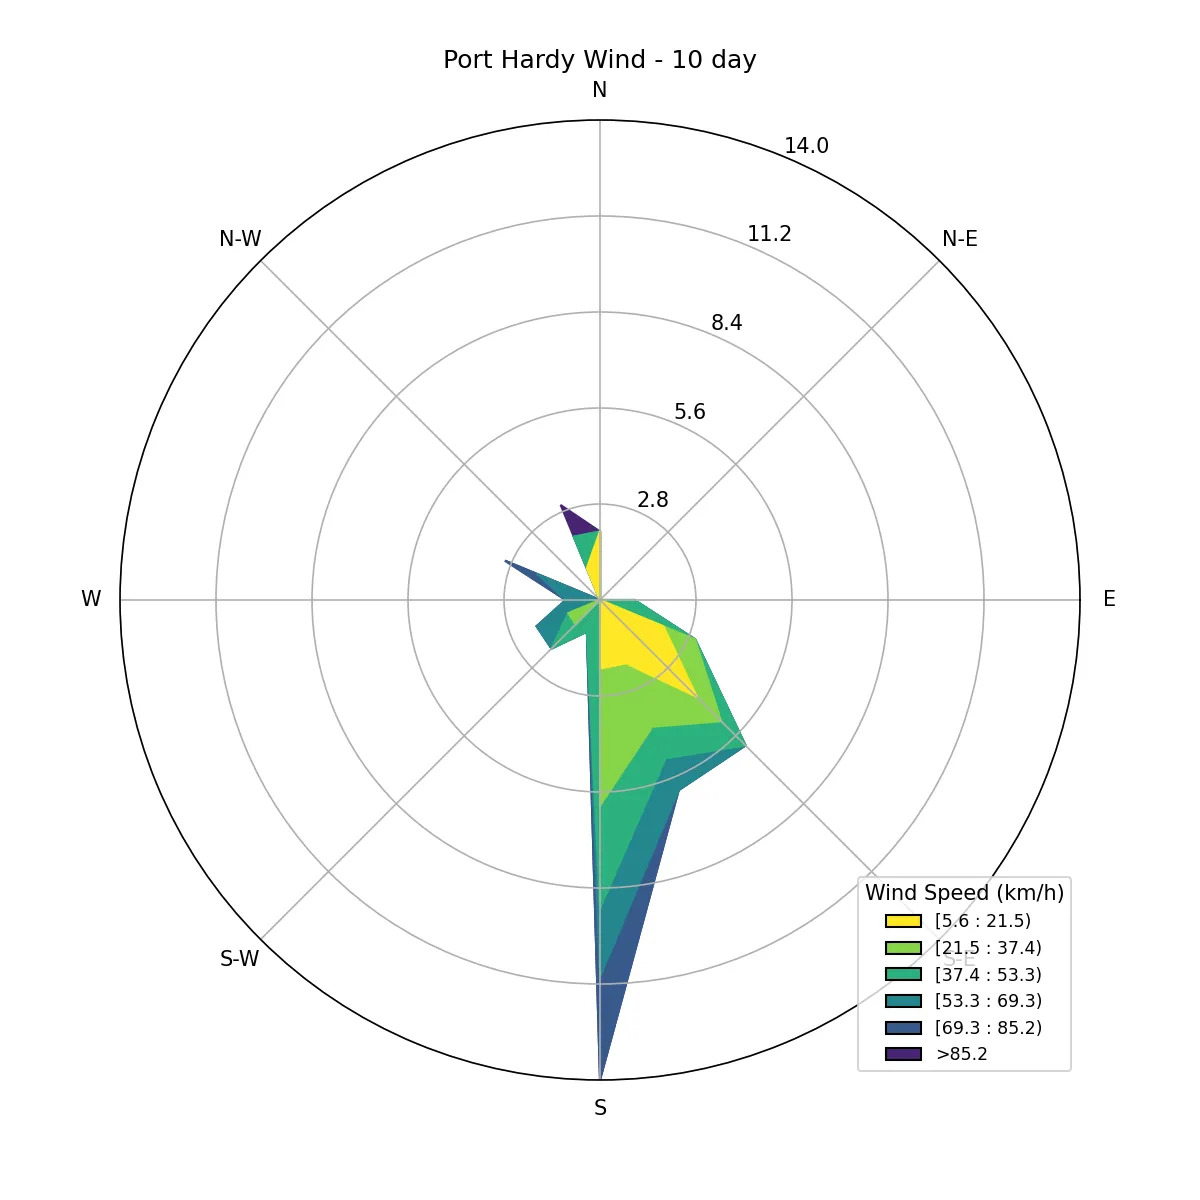 Port Hardy Wind - 10 day
N
14.0
11.2
N-W
N-E
8.4
5.6
2.8
W
E
Wind Speed (km/h)
[5.6 : 21.5)
[21.5 : 37.4)
S-W
S-E
[37.4 : 53.3)
[53.3 : 69.3)
[69.3 : 85.2)
>85.2
S